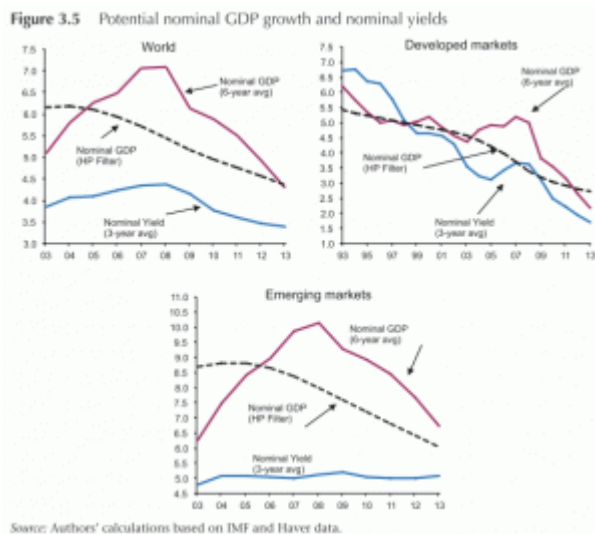 Figure 3.5 Potential nominal GDP growth and nominal yields
World
7.5
7.0
6.5
6.0
5.5
5.0
4.5
4.0
3.5
3.0
Nominal GDP
(6-year avg)
Nominal GDP
(HP Filter)
Nominal Yield
(3-year avg)
03 04 05 06 07 08 09 10 11 12 13
Developed markets
7.5
7.0
6.5
6.0
5.5
5.0
4.5
4.0
3.5
3.0
2.5
2.0
1.5
1.0
Nominal GDP
(6-year avg)
Nominal GDP
(HP Filter)
Nominal Yield
(3-year avg)
93 95 97 99 01 03 05 07 09 11 13
Emerging markets
11.0
10.5
10.0
9.5
9.0
8.5
8.0
7.5
7.0
6.5
6.0
5.5
5.0
4.5
Nominal GDP
(6-year avg)
Nominal GDP
(HP Filter)
Nominal Yield
(3-year avg)
03 04 05 06 07 08 09 10 11 12 13
Source: Authors' calculations based on IMF and Haver data.